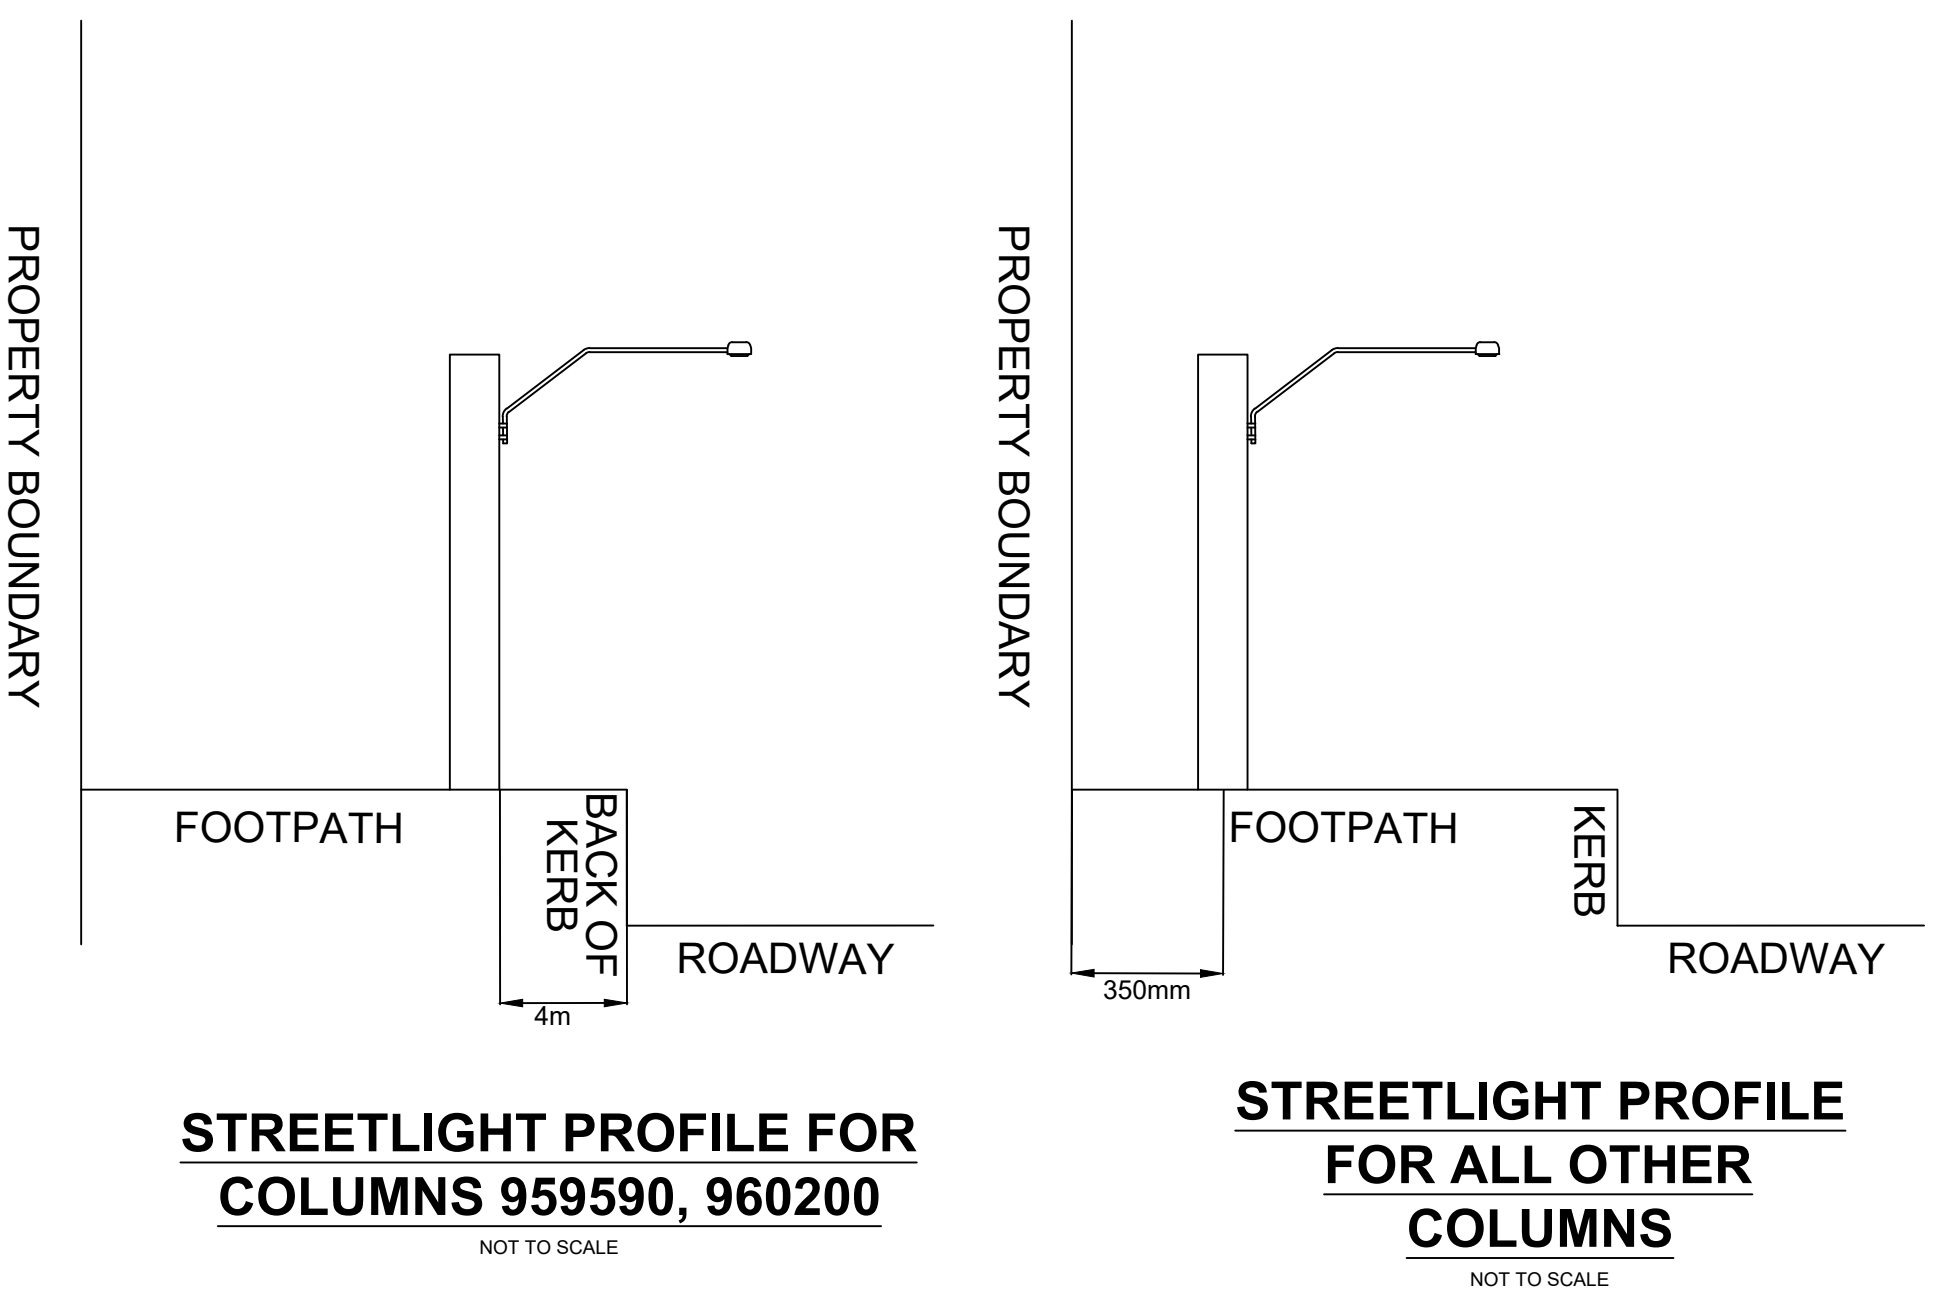 PROPERTY BOUNDARY
FOOTPATH
BACK OF
KERB
ROADWAY
4m
STREETLIGHT PROFILE FOR
COLUMNS 959590, 960200
NOT TO SCALE
PROPERTY BOUNDARY
FOOTPATH
KERB
ROADWAY
350mm
STREETLIGHT PROFILE
FOR ALL OTHER
COLUMNS
NOT TO SCALE